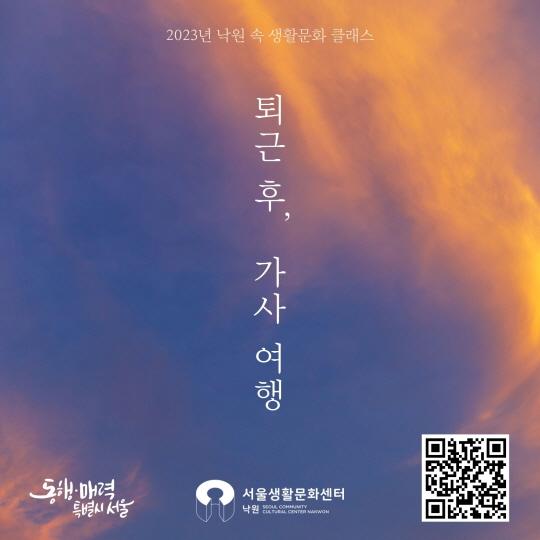 2023년 낙원 속 생활문화 클래스
퇴근 후,
가사 여행
동행·매력
특별시 서울
서울생활문화센터
낙원 SEOUL COMMUNITY
CULTURAL CENTER NANWON